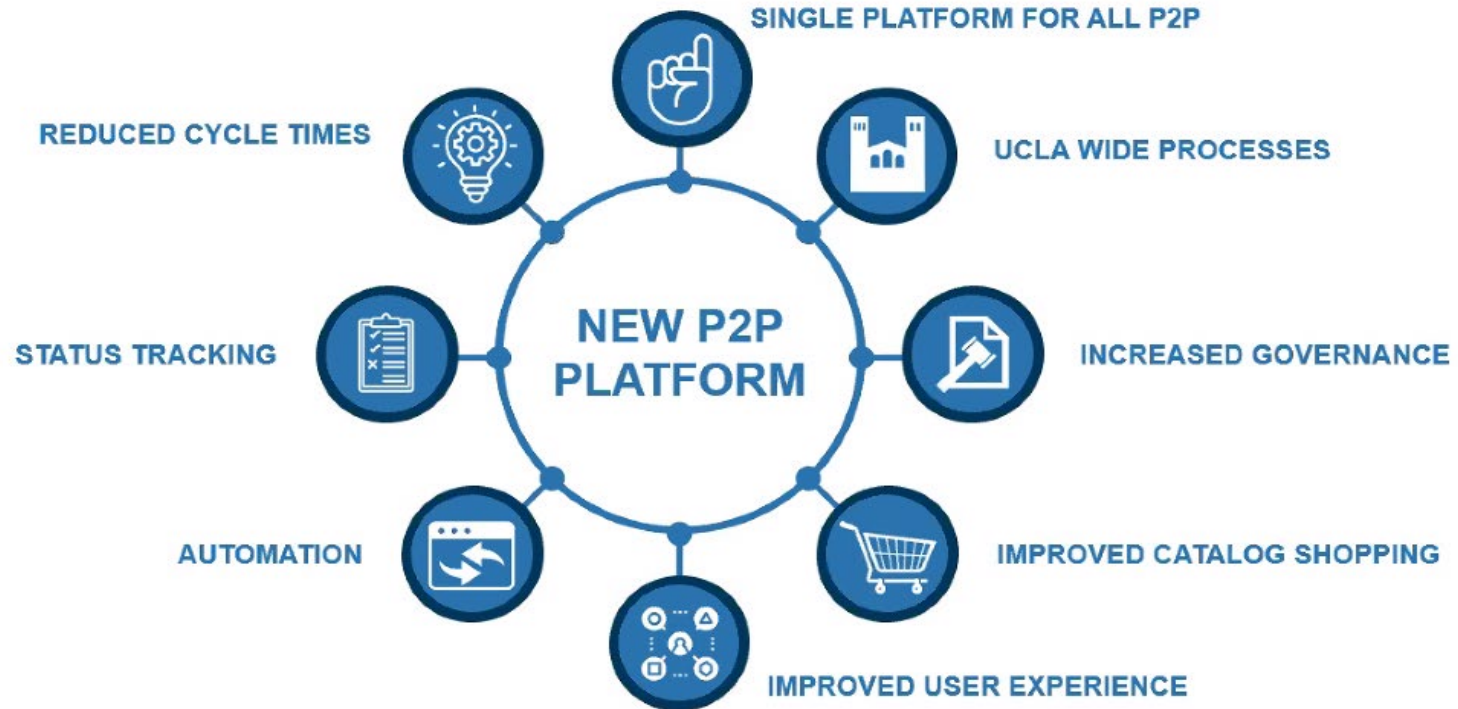 SINGLE PLATFORM FOR ALL P2P
REDUCED CYCLE TIMES
UCLA WIDE PROCESSES
NEW P2P
PLATFORM
STATUS TRACKING
INCREASED GOVERNANCE
AUTOMATION
IMPROVED CATALOG SHOPPING
IMPROVED USER EXPERIENCE